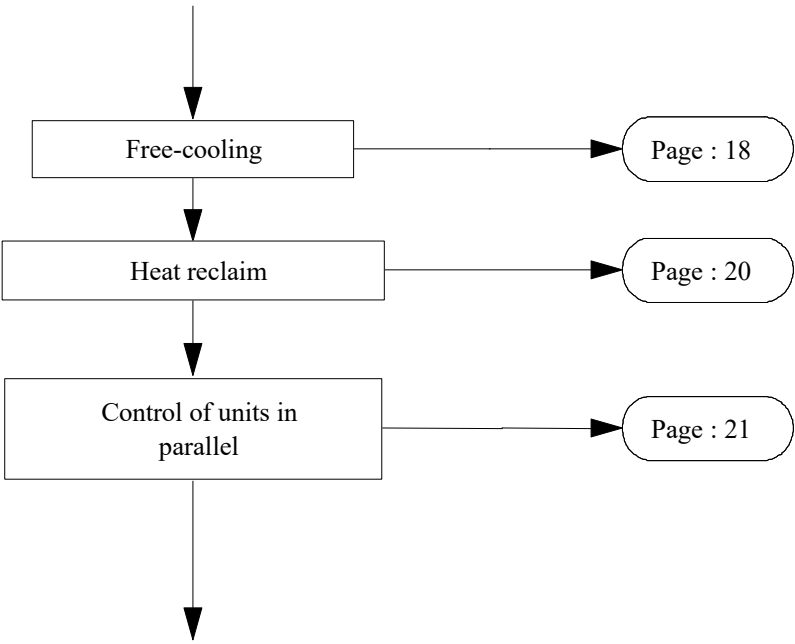 Free-cooling
Page : 18
Heat reclaim
Page : 20
Control of units in
parallel
Page : 21